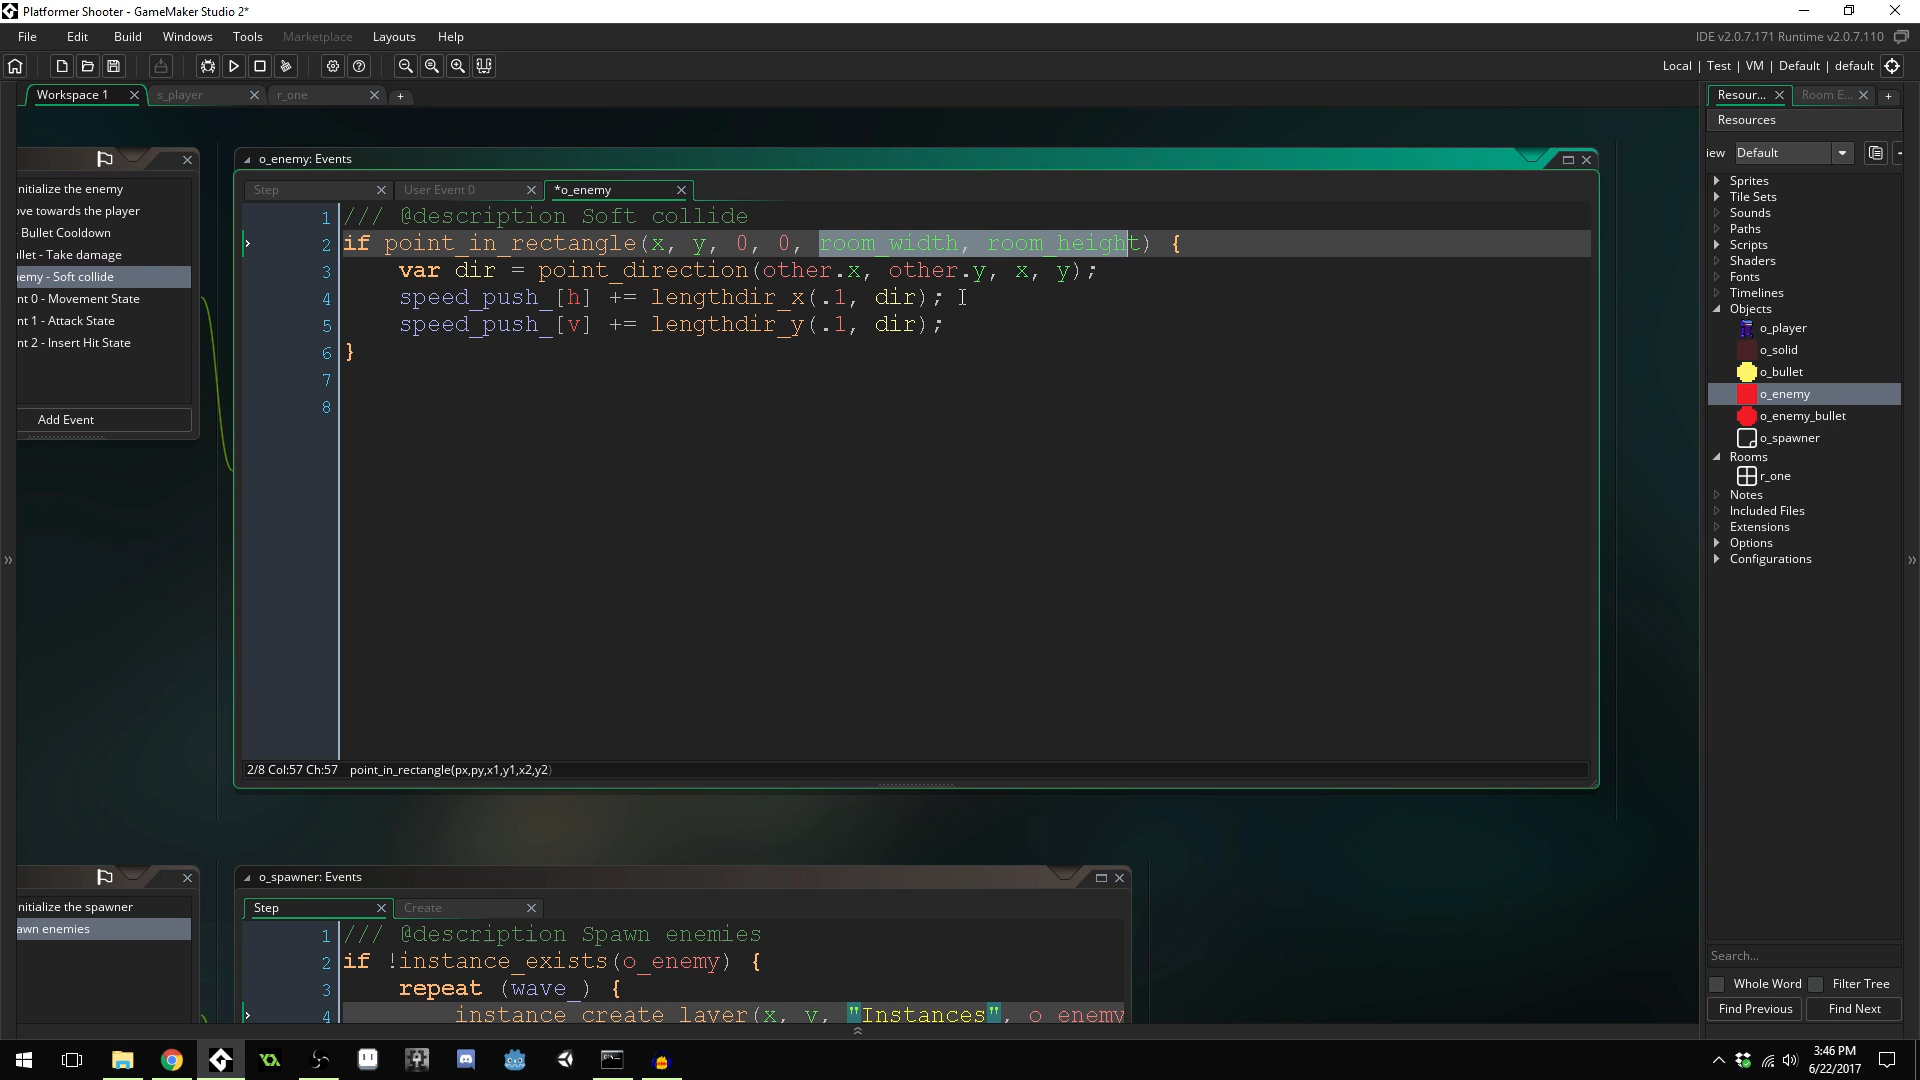 Platformer Shooter - GameMaker Studio 2*
File Edit Build Windows Tools Marketplace Layouts Help
IDE v2.0.7.171 Runtime v2.0.7.110
Local | Test | VM | Default | default
Workspace 1 s_player r_one
nitialize the enemy
ove towards the player
Bullet Cooldown
ullet - Take damage
nemy - Soft collide
nt 0 - Movement State
nt 1 - Attack State
nt 2 - Insert Hit State
Add Event
o_enemy: Events
Step User Event 0 *o_enemy
1 /// @description Soft collide
2 if point_in_rectangle(x, y, 0, 0, room_width, room_height) {
3 var dir = point_direction(other.x, other.y, x, y);
4 speed_push_[h] += lengthdir_x(.1, dir);
5 speed_push_[v] += lengthdir_y(.1, dir);
6 }
7
8
2/8 Col:57 Ch:57 point_in_rectangle(px,py,x1,y1,x2,y2)
nitialize the spawner
awn enemies
o_spawner: Events
Step Create
1 /// @description Spawn enemies
2 if !instance_exists(o_enemy) {
3 repeat (wave_) {
4 instance_create_layer(x, y, "Instances", o_enemy
Resour... Room E...
Resources
iew Default
Sprites
Tile Sets
Sounds
Paths
Scripts
Shaders
Fonts
Timelines
Objects
o_player
o_solid
o_bullet
o_enemy
o_enemy_bullet
o_spawner
Rooms
r_one
Notes
Included Files
Extensions
Options
Configurations
Search...
Whole Word Filter Tree
Find Previous Find Next
3:46 PM
6/22/2017